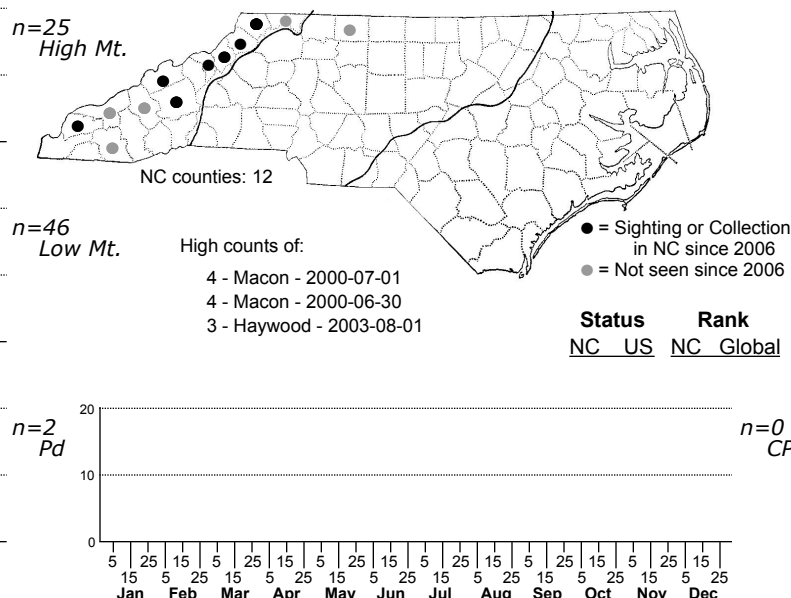 n=25
High Mt.
NC counties: 12
n=46
Low Mt.
High counts of:
4 - Macon - 2000-07-01
4 - Macon - 2000-06-30
3 - Haywood - 2003-08-01
● = Sighting or Collection
in NC since 2006
● = Not seen since 2006
Status Rank
NC US NC Global
n=2
Pd
20
10
0
n=0
CP
5 25 15 5 25 15 5 25 15 5 25 15 5 25 15 5 25 15
15 5 25 15 5 25 15 5 25 15 5 25 15 5 25 15 5 25
Jan Feb Mar Apr May Jun Jul Aug Sep Oct Nov Dec